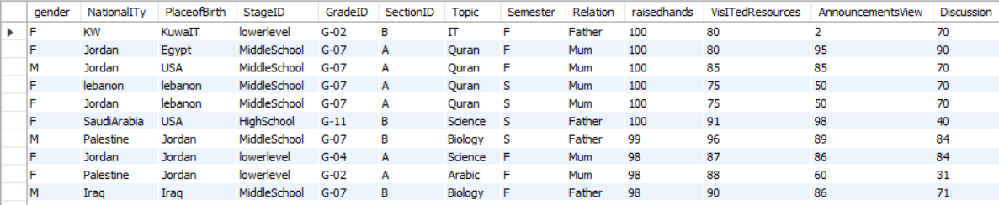 gender NationalITy PlaceofBirth StageID GradeID SectionID Topic Semester Relation raisedhands VisITedResources AnnouncementsView Discussion
F KW KuwaIT lowerlevel G-02 B IT F Father 100 80 2 70
F Jordan Egypt MiddleSchool G-07 A Quran F Mum 100 80 95 90
M Jordan USA MiddleSchool G-07 A Quran F Mum 100 85 85 70
F lebanon lebanon MiddleSchool G-07 A Quran S Mum 100 75 50 70
F Jordan lebanon MiddleSchool G-07 A Quran S Mum 100 75 50 70
F SaudiArabia USA HighSchool G-11 B Science S Father 100 91 98 40
M Palestine Jordan MiddleSchool G-07 B Biology S Father 99 96 89 84
F Jordan Jordan lowerlevel G-04 A Science F Mum 98 87 86 84
F Palestine Jordan lowerlevel G-02 A Arabic F Mum 98 88 60 31
M Iraq Iraq MiddleSchool G-07 B Biology F Father 98 90 86 71